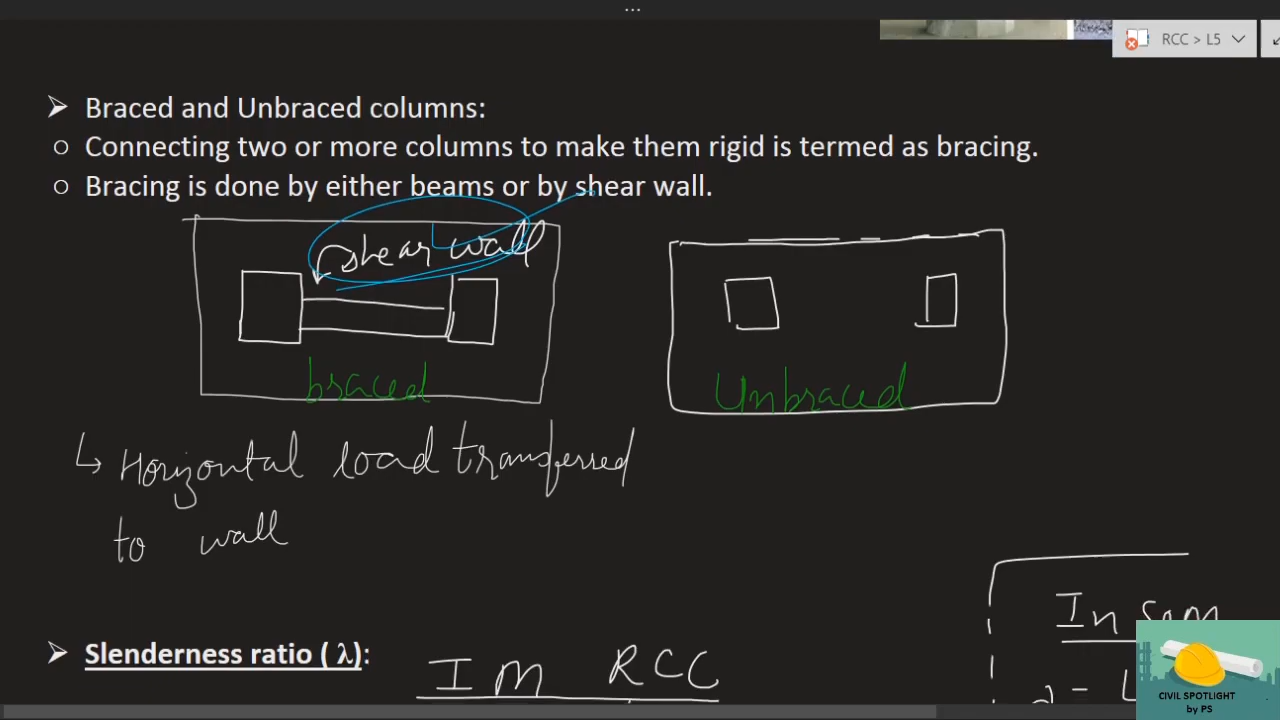 RCC > L5
➤ Braced and Unbraced columns:
○ Connecting two or more columns to make them rigid is termed as bracing.
○ Bracing is done by either beams or by shear wall.
shear wall
braced
Unbraced
↳ Horizontal load transferred
to wall
➤ Slenderness ratio ( λ):
In RCC
In
λ = L
CIVIL SPOTLIGHT
by PS